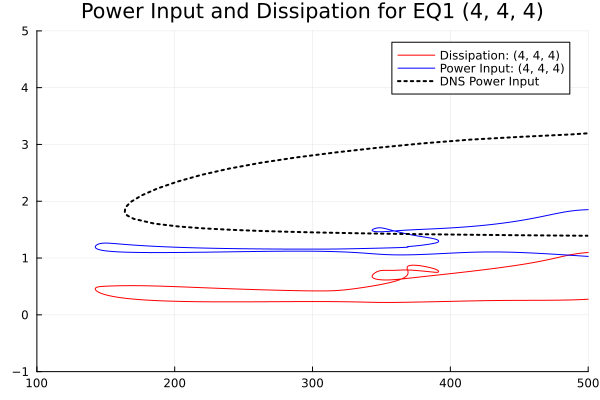 Power Input and Dissipation for EQ1 (4, 4, 4)
5
Dissipation: (4, 4, 4)
Power Input: (4, 4, 4)
DNS Power Input
4
3
2
1
0
−1
100 200 300 400 500